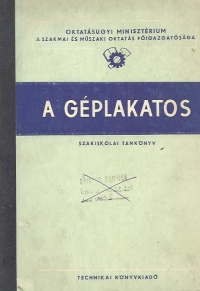 OKTATÁSÜGYI MINISZTÉRIUM
A SZAKMAI ÉS MŰSZAKI OKTATÁS FŐIGAZGATÓSÁGA
A GÉPLAKATOS
SZAKISKOLAI TANKÖNYV
TECHNIKAI KÖNYVKIADÓ